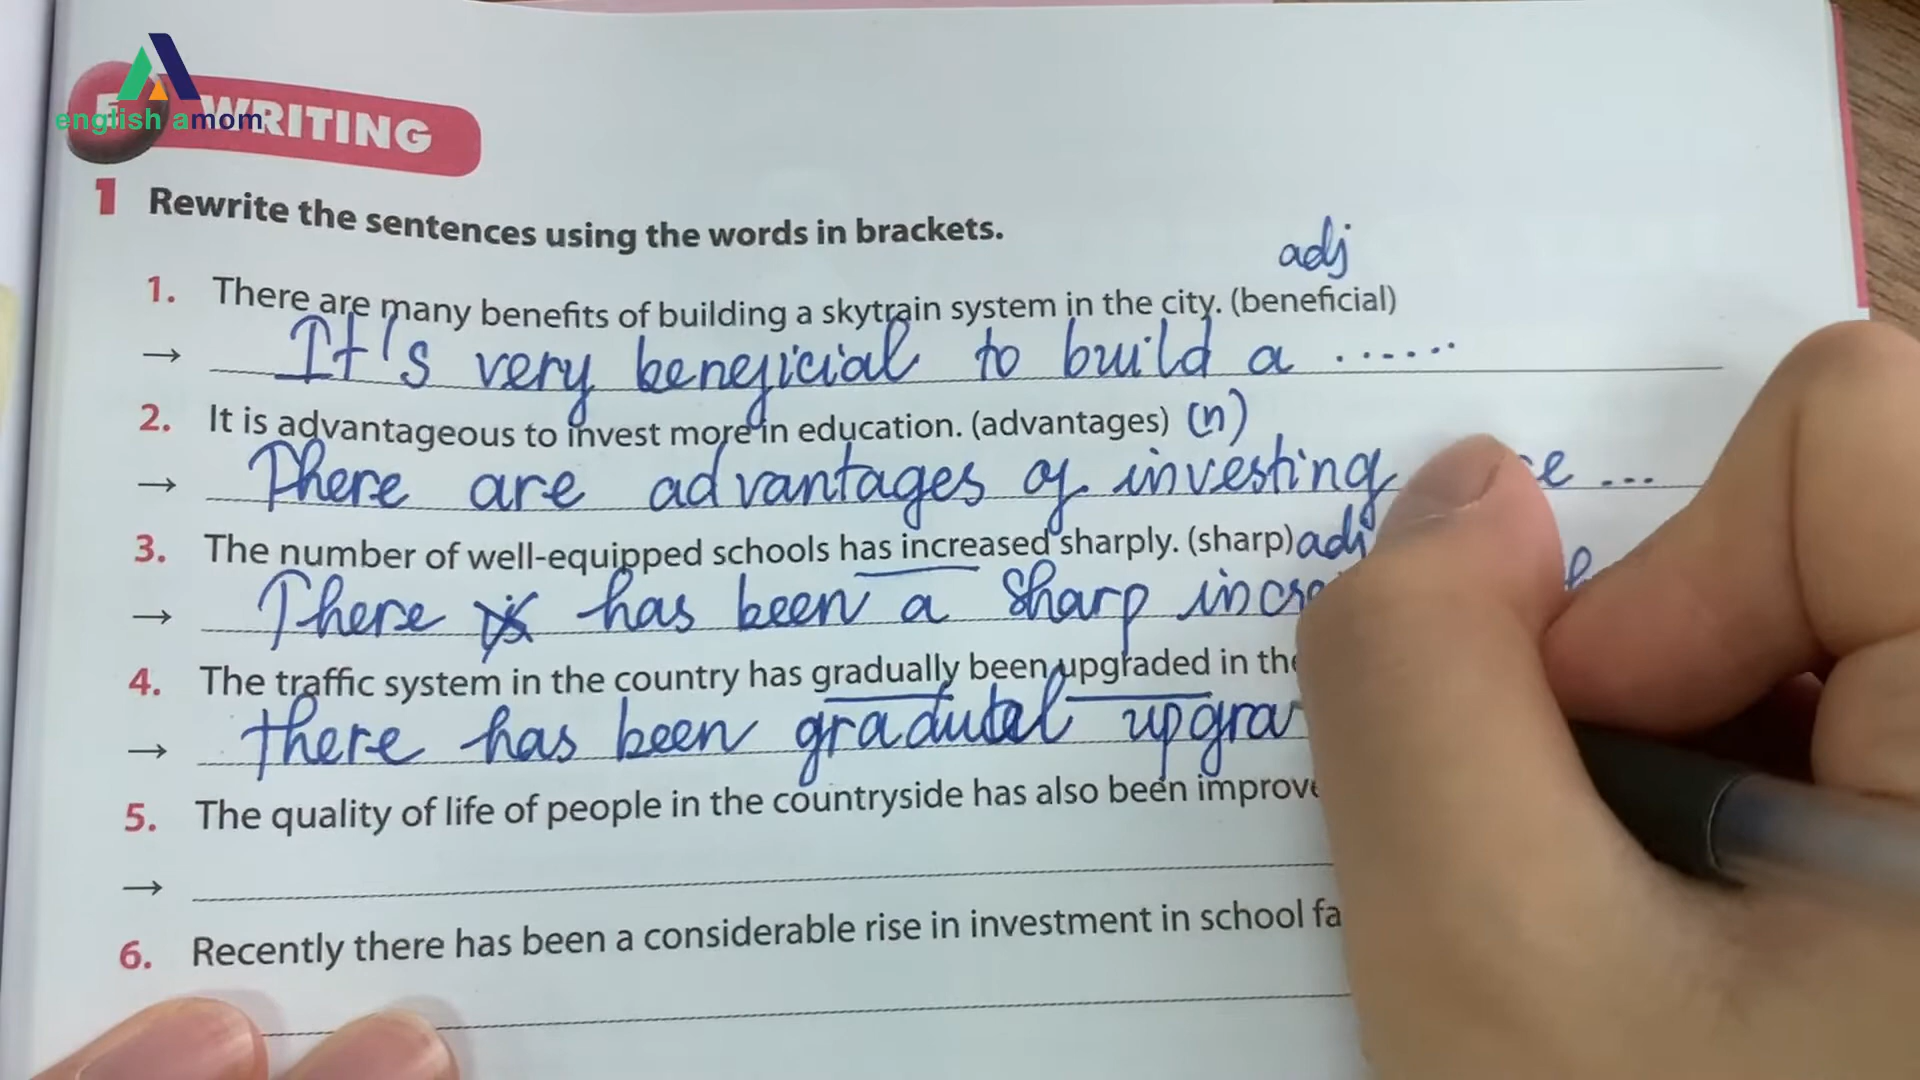 english amom
WRITING
1 Rewrite the sentences using the words in brackets.
adj
1. There are many benefits of building a skytrain system in the city. (beneficial)
→ It's very beneficial to build a ......
2. It is advantageous to invest more in education. (advantages) (n)
→ There are advantages of investing ...
3. The number of well-equipped schools has increased sharply. (sharp) adj
→ There has been a sharp
4. The traffic system in the country has gradually been upgraded in
→ there has been
5. The quality of life of people in the countryside has also been
→
6. Recently there has been a considerable rise in investment in school